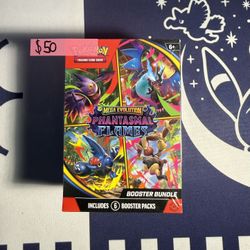 $50
Pokémon
TRADING CARD GAME
6+
MEGA EVOLUTION
PHANTASMAL
FLAMES
BOOSTER BUNDLE
INCLUDES 6 BOOSTER PACKS